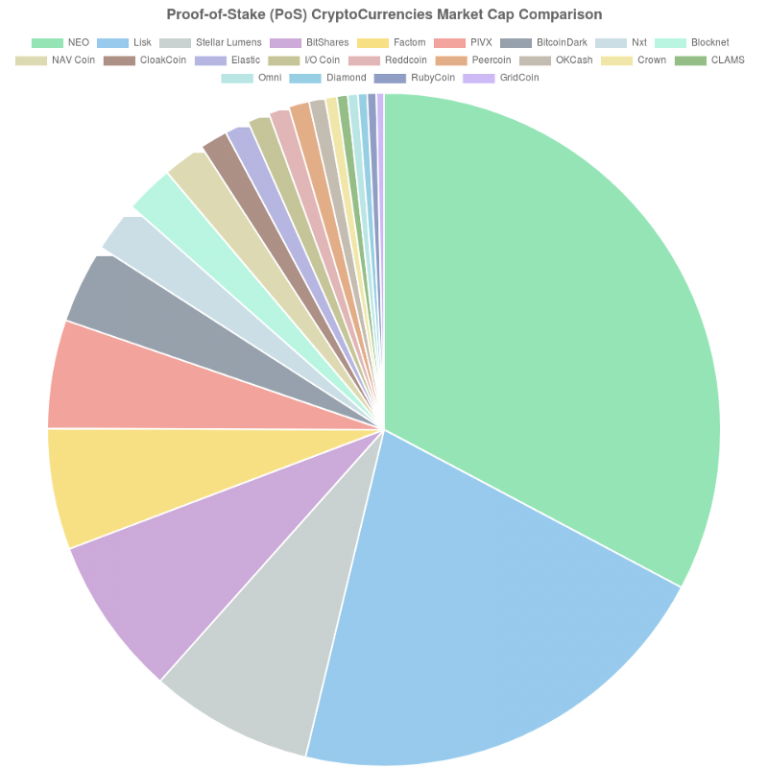 Proof-of-Stake (PoS) CryptoCurrencies Market Cap Comparison
NEO Lisk Stellar Lumens BitShares Factom PIVX BitcoinDark Nxt Blocknet
NAV Coin CloakCoin Elastic I/O Coin Reddcoin Peercoin OKCash Crown CLAMS
Omni Diamond RubyCoin GridCoin